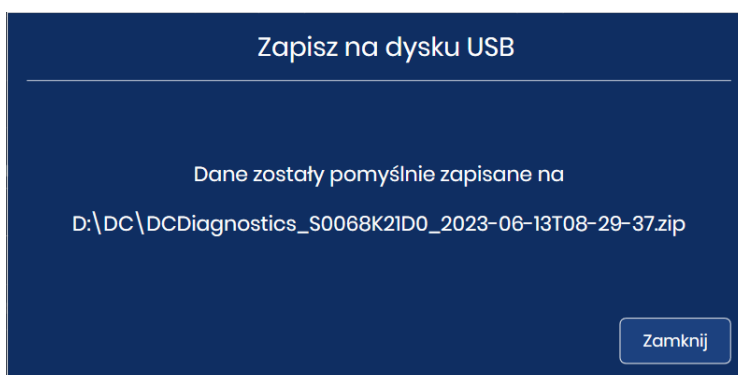 Zapisz na dysku USB
Dane zostały pomyślnie zapisane na
D:\DC\DCDiagnostics_S0068K21D0_2023-06-13T08-29-37.zip
Zamknij